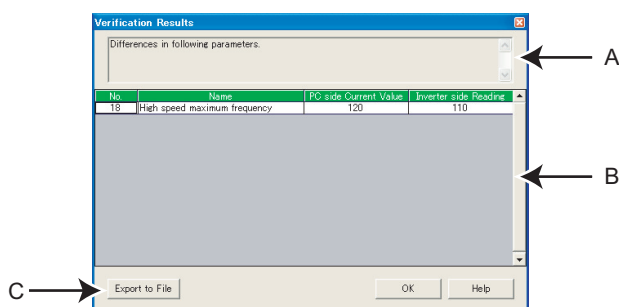 Verification Results
Differences in following parameters.
A
No. Name PC side Current Value Inverter side Reading
18 High speed maximum frequency 120 110
B
C Export to File OK Help